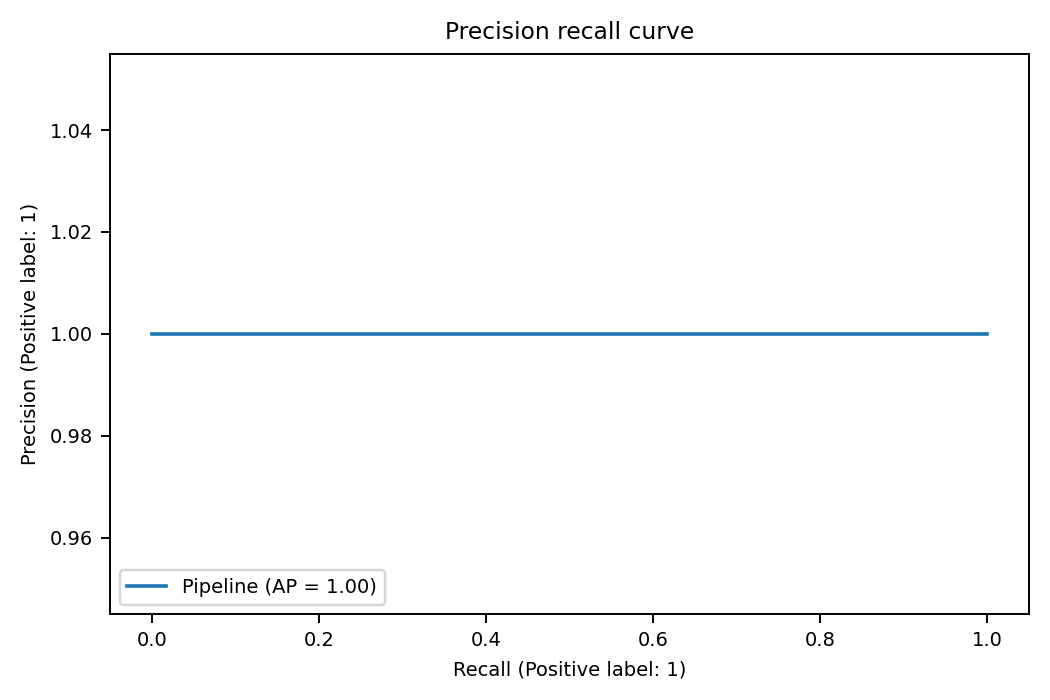 Precision recall curve
1.04
1.02
1.00
0.98
0.96
Precision (Positive label: 1)
Pipeline (AP = 1.00)
0.0 0.2 0.4 0.6 0.8 1.0
Recall (Positive label: 1)